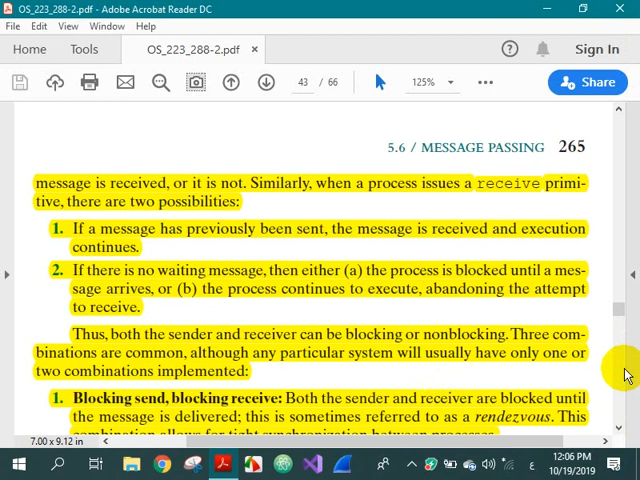 OS_223_288-2.pdf - Adobe Acrobat Reader DC
File Edit View Window Help
Home Tools OS_223_288-2.pdf × Sign In
43 / 66 125% Share
5.6 / MESSAGE PASSING 265
message is received, or it is not. Similarly, when a process issues a receive primi-
tive, there are two possibilities:
1. If a message has previously been sent, the message is received and execution
continues.
2. If there is no waiting message, then either (a) the process is blocked until a mes-
sage arrives, or (b) the process continues to execute, abandoning the attempt
to receive.
Thus, both the sender and receiver can be blocking or nonblocking. Three com-
binations are common, although any particular system will usually have only one or
two combinations implemented:
1. Blocking send, blocking receive: Both the sender and receiver are blocked until
the message is delivered; this is sometimes referred to as a rendezvous. This
combination allows for tight synchronization between processes.
7.00 x 9.12 in
12:06 PM
ع
10/19/2019